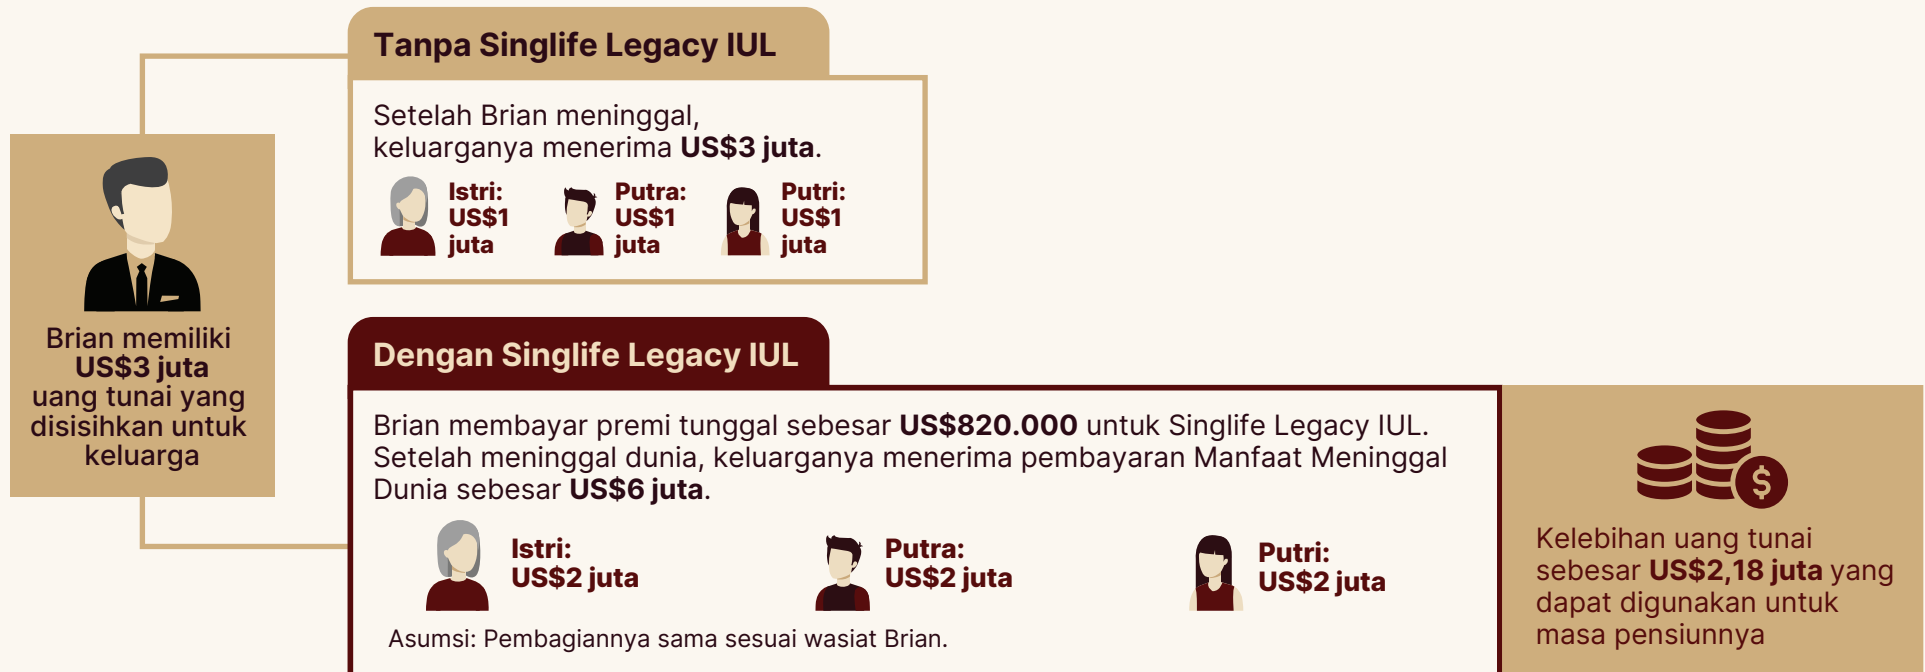 Brian memiliki
US$3 juta
uang tunai yang
disisihkan untuk
keluarga
Tanpa Singlife Legacy IUL
Setelah Brian meninggal,
keluarganya menerima US$3 juta.
Istri:
US$1
juta
Putra:
US$1
juta
Putri:
US$1
juta
Dengan Singlife Legacy IUL
Brian membayar premi tunggal sebesar US$820.000 untuk Singlife Legacy IUL.
Setelah meninggal dunia, keluarganya menerima pembayaran Manfaat Meninggal
Dunia sebesar US$6 juta.
Istri:
US$2 juta
Putra:
US$2 juta
Putri:
US$2 juta
Asumsi: Pembagiannya sama sesuai wasiat Brian.
$
Kelebihan uang tunai
sebesar US$2,18 juta yang
dapat digunakan untuk
masa pensiunnya